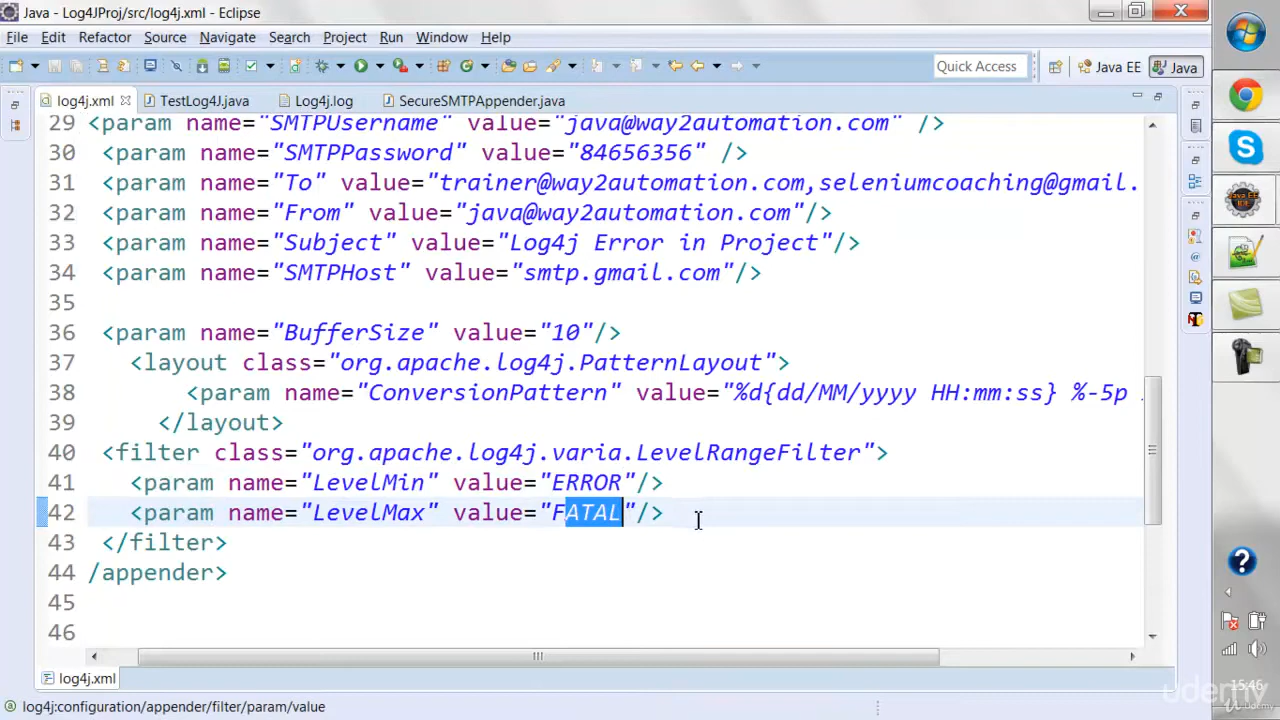 Java - Log4JProj/src/log4j.xml - Eclipse
File Edit Refactor Source Navigate Search Project Run Window Help
Quick Access Java EE Java
log4j.xml TestLog4J.java Log4j.log SecureSMTPAppender.java
29 <param name="SMTPUsername" value="java@way2automation.com" />
30 <param name="SMTPPassword" value="84656356" />
31 <param name="To" value="trainer@way2automation.com,seleniumcoaching@gmail.
32 <param name="From" value="java@way2automation.com"/>
33 <param name="Subject" value="Log4j Error in Project"/>
34 <param name="SMTPHost" value="smtp.gmail.com"/>
35
36 <param name="BufferSize" value="10"/>
37 <layout class="org.apache.log4j.PatternLayout">
38 <param name="ConversionPattern" value="%d{dd/MM/yyyy HH:mm:ss} %-5p
39 </layout>
40 <filter class="org.apache.log4j.varia.LevelRangeFilter">
41 <param name="LevelMin" value="ERROR"/>
42 <param name="LevelMax" value="FATAL"/>
43 </filter>
44 /appender>
45
46
log4j.xml
log4j:configuration/appender/filter/param/value
15:46
udemy